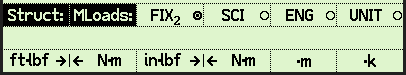 Struct: MLoads: FIX₂ SCI ENG UNIT
ft·lbf →|← N·m in·lbf →|← N·m ·m ·k